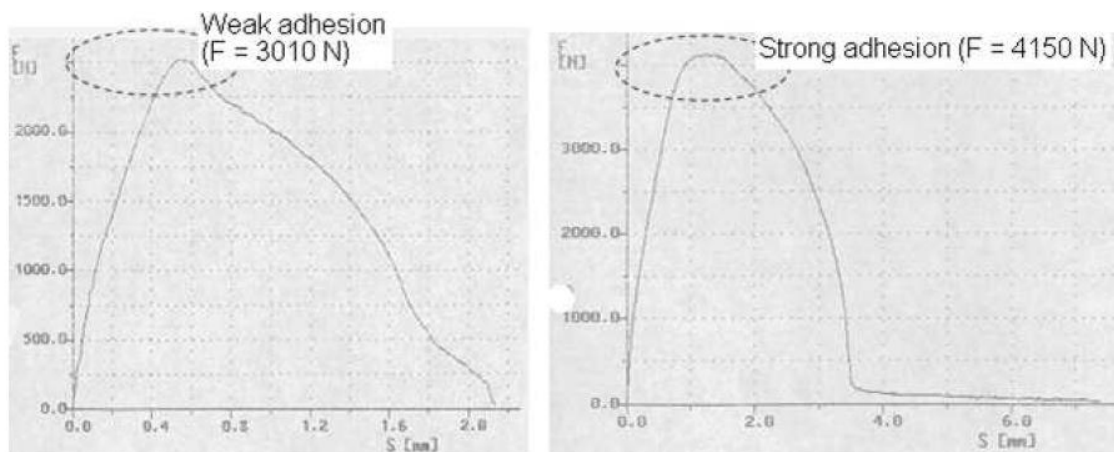 Weak adhesion
(F = 3010 N)
F
[N]
2000.0
1500.0
1000.0
500.0
0.0
0.0 0.4 0.8 1.2 1.6 2.0
S [mm]
Strong adhesion (F = 4150 N)
F
[N]
3000.0
2000.0
1000.0
0.0
0.0 2.0 4.0 6.0
S [mm]